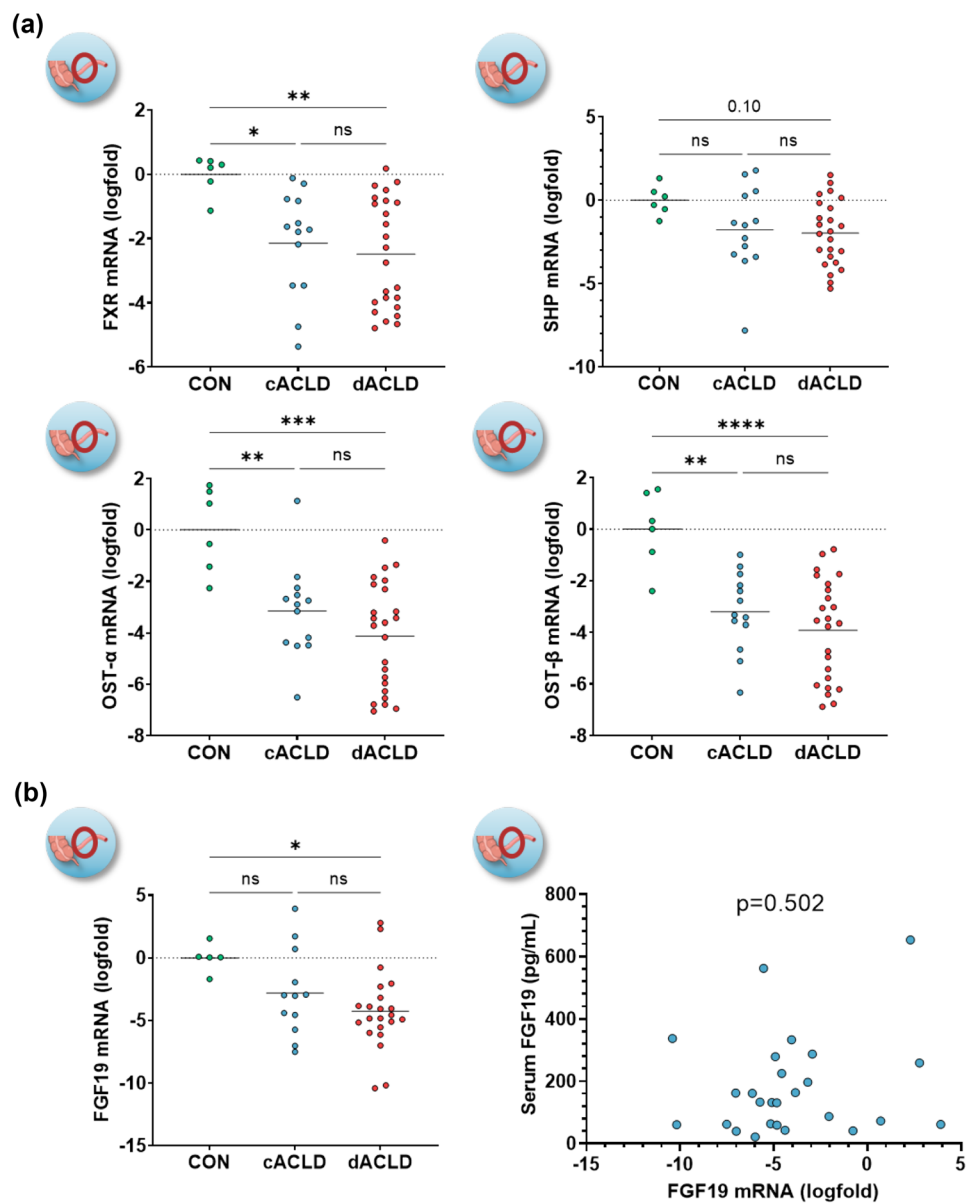 (a)
**
*
ns
FXR mRNA (logfold)
2
0
-2
-4
-6
CON
cACLD
dACLD
0.10
ns
ns
SHP mRNA (logfold)
5
0
-5
-10
CON
cACLD
dACLD
***
**
ns
OST-α mRNA (logfold)
2
0
-2
-4
-6
-8
CON
cACLD
dACLD
****
**
ns
OST-β mRNA (logfold)
2
0
-2
-4
-6
-8
CON
cACLD
dACLD
(b)
*
ns
ns
FGF19 mRNA (logfold)
5
0
-5
-10
-15
CON
cACLD
dACLD
p=0.502
Serum FGF19 (pg/mL)
800
600
400
200
0
-15
-10
-5
0
5
FGF19 mRNA (logfold)